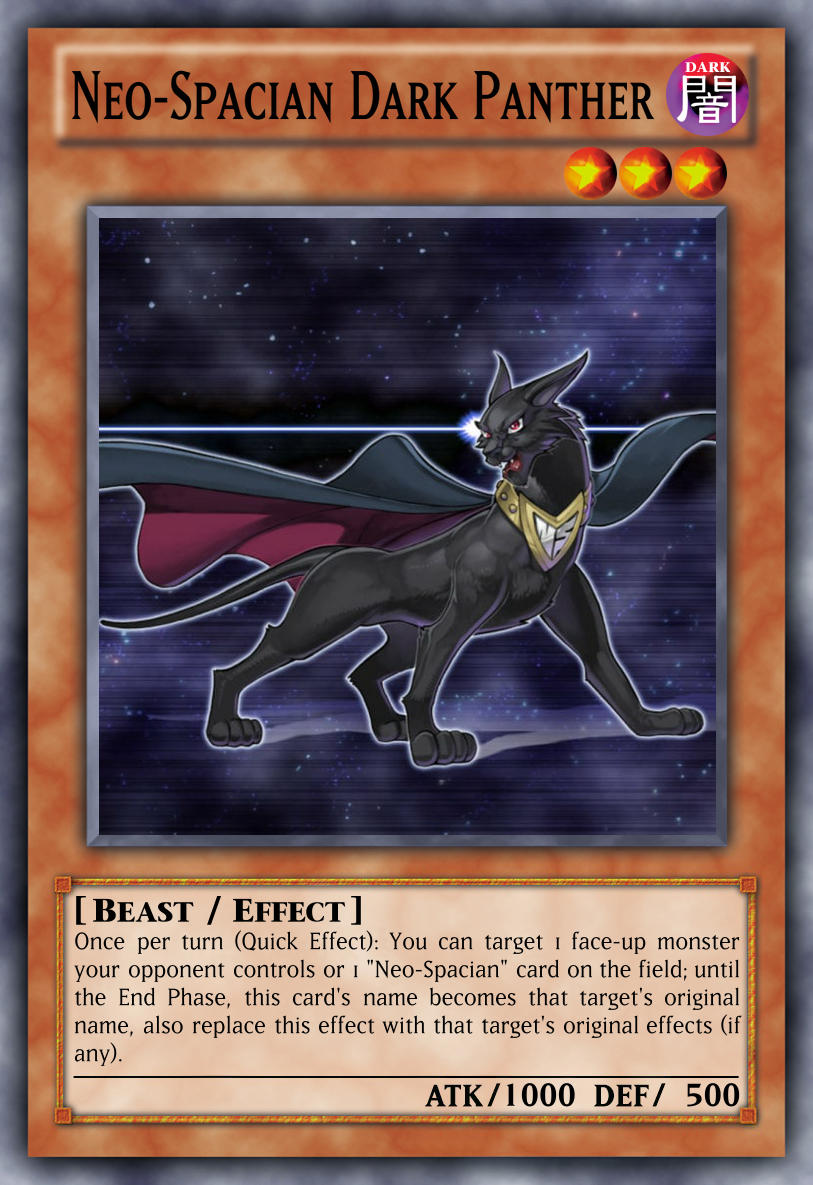 Neo-Spacian Dark Panther
DARK
闇
NS
[ Beast / Effect ]
Once per turn (Quick Effect): You can target 1 face-up monster
your opponent controls or 1 "Neo-Spacian" card on the field; until
the End Phase, this card's name becomes that target's original
name, also replace this effect with that target's original effects (if
any).
ATK/1000 DEF/ 500